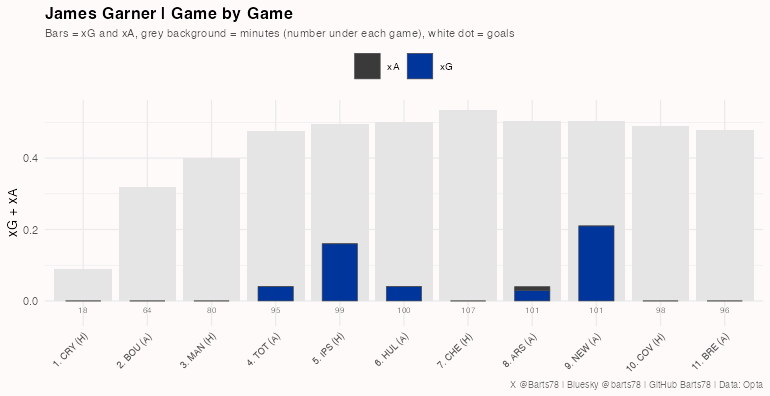 James Garner | Game by Game
Bars = xG and xA, grey background = minutes (number under each game), white dot = goals
xA xG
xG + xA
0.4
0.2
0.0
18 64 80 95 99 100 107 101 101 98 96
1. CRY (H) 2. BOU (A) 3. MAN (H) 4. TOT (A) 5. IPS (H) 6. HUL (A) 7. CHE (H) 8. ARS (A) 9. NEW (A) 10. COV (H) 11. BRE (A)
X @Barts78 | Bluesky @barts78 | GitHub Barts78 | Data: Opta